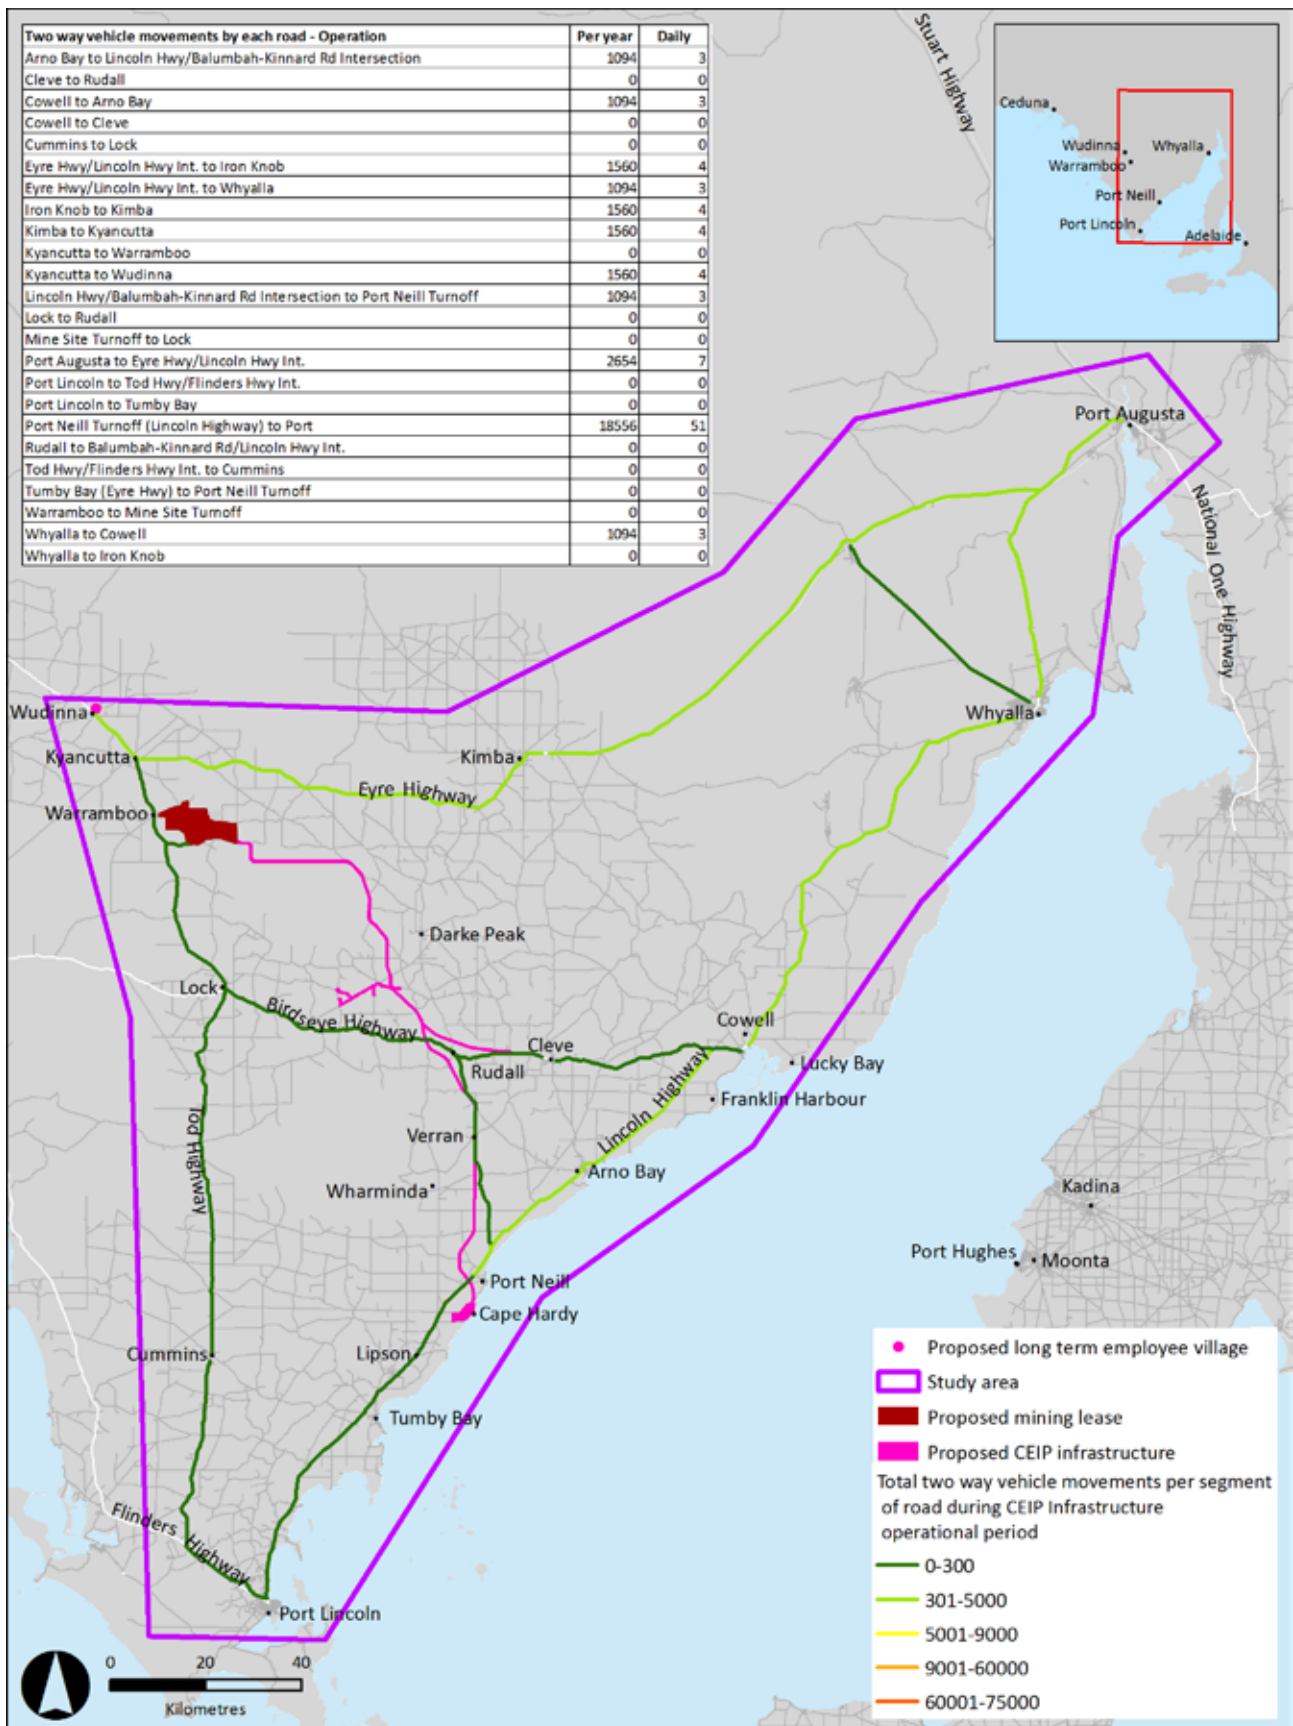 Two way vehicle movements by each road - Operation Per year Daily
Arno Bay to Lincoln Hwy/Balumbah-Kinnard Rd Intersection 1094 3
Cleve to Rudall 0 0
Cowell to Arno Bay 1094 3
Cowell to Cleve 0 0
Cummins to Lock 0 0
Eyre Hwy/Lincoln Hwy Int. to Iron Knob 1560 4
Eyre Hwy/Lincoln Hwy Int. to Whyalla 1094 3
Iron Knob to Kimba 1560 4
Kimba to Kyancutta 1560 4
Kyancutta to Warramboo 0 0
Kyancutta to Wudinna 1560 4
Lincoln Hwy/Balumbah-Kinnard Rd Intersection to Port Neill Turnoff 1094 3
Lock to Rudall 0 0
Mine Site Turnoff to Lock 0 0
Port Augusta to Eyre Hwy/Lincoln Hwy Int. 2654 7
Port Lincoln to Tod Hwy/Flinders Hwy Int. 0 0
Port Lincoln to Tumby Bay 0 0
Port Neill Turnoff (Lincoln Highway) to Port 18556 51
Rudall to Balumbah-Kinnard Rd/Lincoln Hwy Int. 0 0
Tod Hwy/Flinders Hwy Int. to Cummins 0 0
Tumby Bay (Eyre Hwy) to Port Neill Turnoff 0 0
Warramboo to Mine Site Turnoff 0 0
Whyalla to Cowell 1094 3
Whyalla to Iron Knob 0 0
Stuart Highway
Ceduna
Wudinna
Whyalla
Warramboo
Port Neill
Port Lincoln
Adelaide
Port Augusta
National One Highway
Wudinna
Whyalla
Kyancutta
Kimba
Eyre Highway
Warramboo
Darke Peak
Lock
Birdseye Highway
Cowell
Cleve
Rudall
Lucky Bay
Franklin Harbour
Lincoln Highway
Tod Highway
Verran
Arno Bay
Wharminda
Kadina
Port Hughes
Moonta
Port Neill
Cape Hardy
Cummins
Lipson
Tumby Bay
Flinders Highway
Port Lincoln
Proposed long term employee village
Study area
Proposed mining lease
Proposed CEIP infrastructure
Total two way vehicle movements per segment
of road during CEIP Infrastructure
operational period
0-300
301-5000
5001-9000
9001-60000
60001-75000
0 20 40
Kilometres